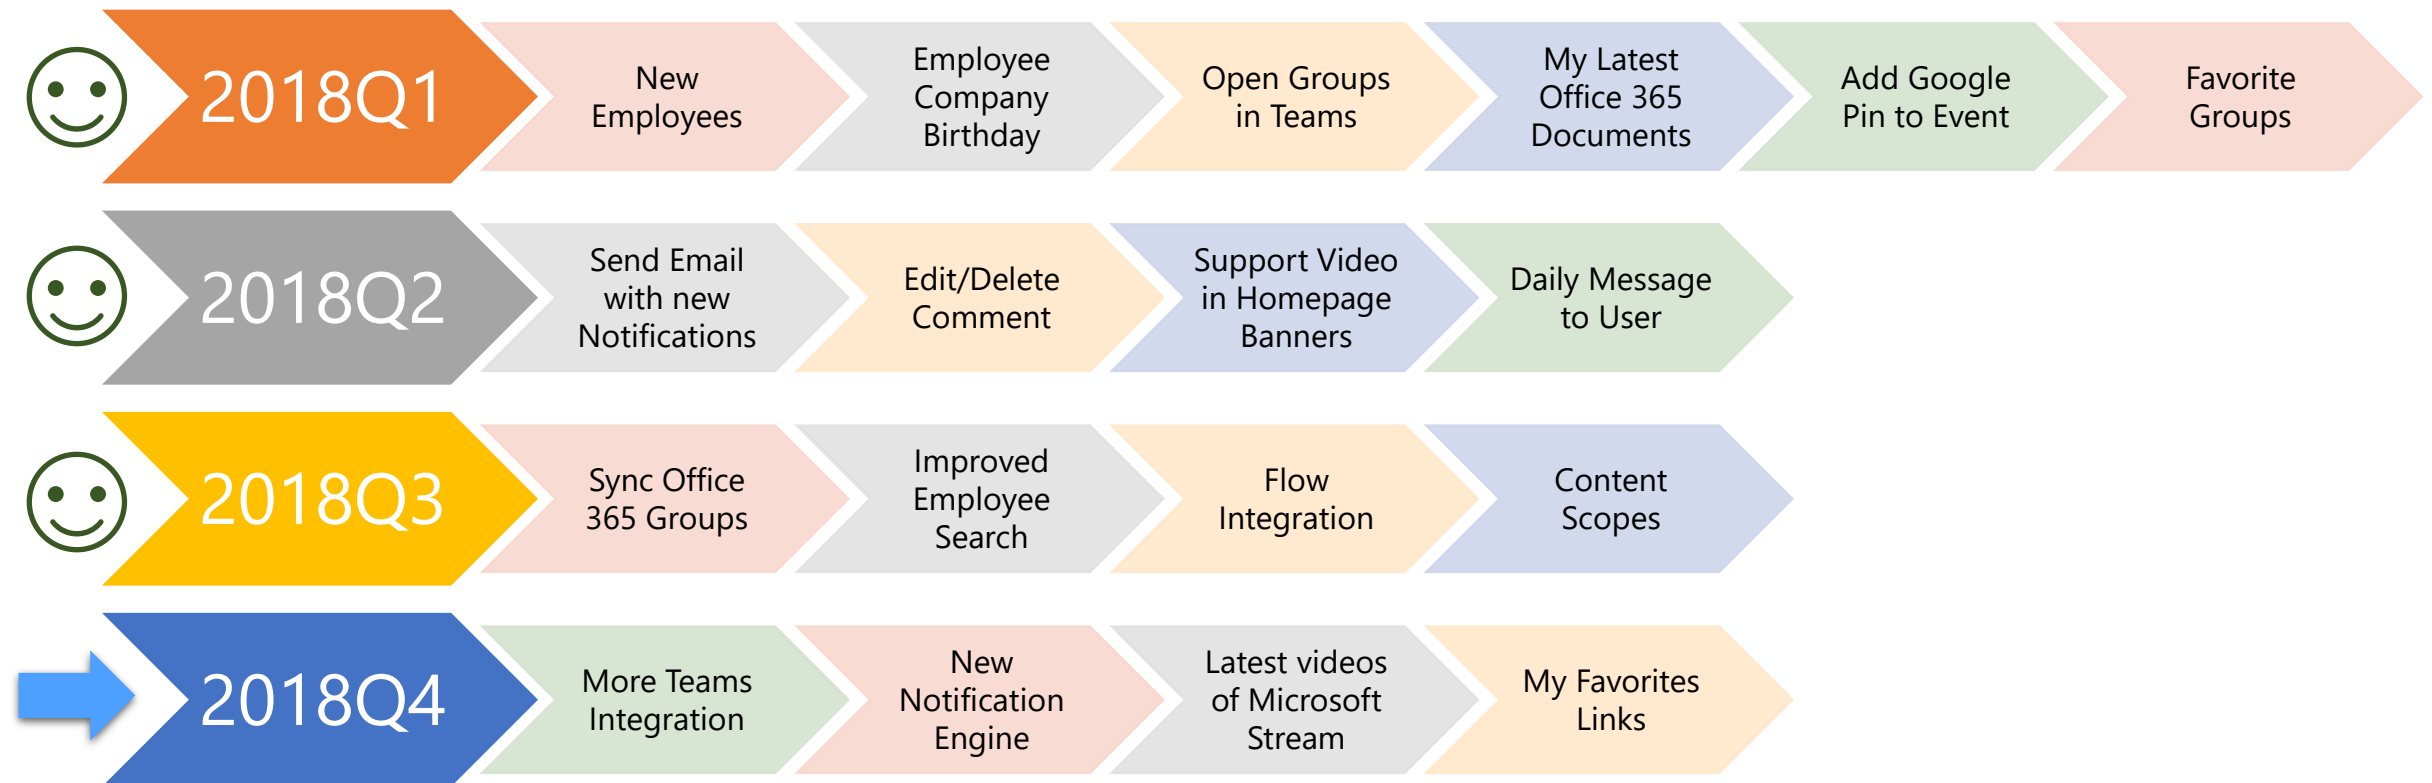 2018Q1
New
Employees
Employee
Company
Birthday
Open Groups
in Teams
My Latest
Office 365
Documents
Add Google
Pin to Event
Favorite
Groups
2018Q2
Send Email
with new
Notifications
Edit/Delete
Comment
Support Video
in Homepage
Banners
Daily Message
to User
2018Q3
Sync Office
365 Groups
Improved
Employee
Search
Flow
Integration
Content
Scopes
2018Q4
More Teams
Integration
New
Notification
Engine
Latest videos
of Microsoft
Stream
My Favorites
Links